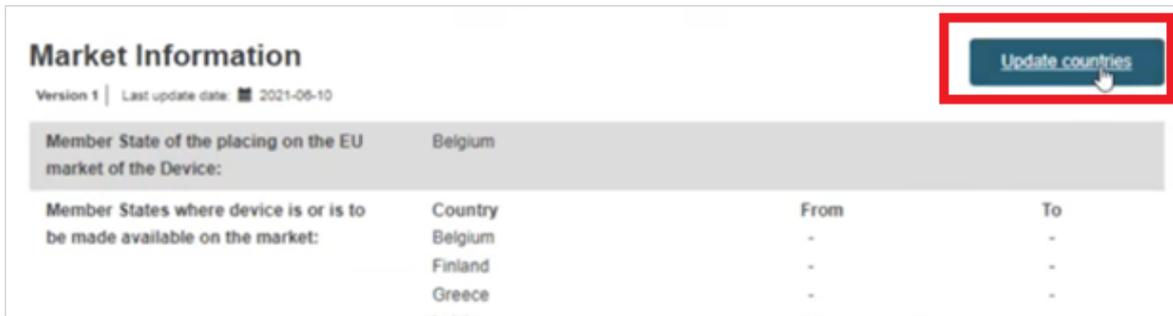 Market Information
Update countries
Version 1 | Last update date: 2021-06-10
Member State of the placing on the EU Belgium
market of the Device:
Member States where device is or is to Country From To
be made available on the market: Belgium - -
Finland - -
Greece - -